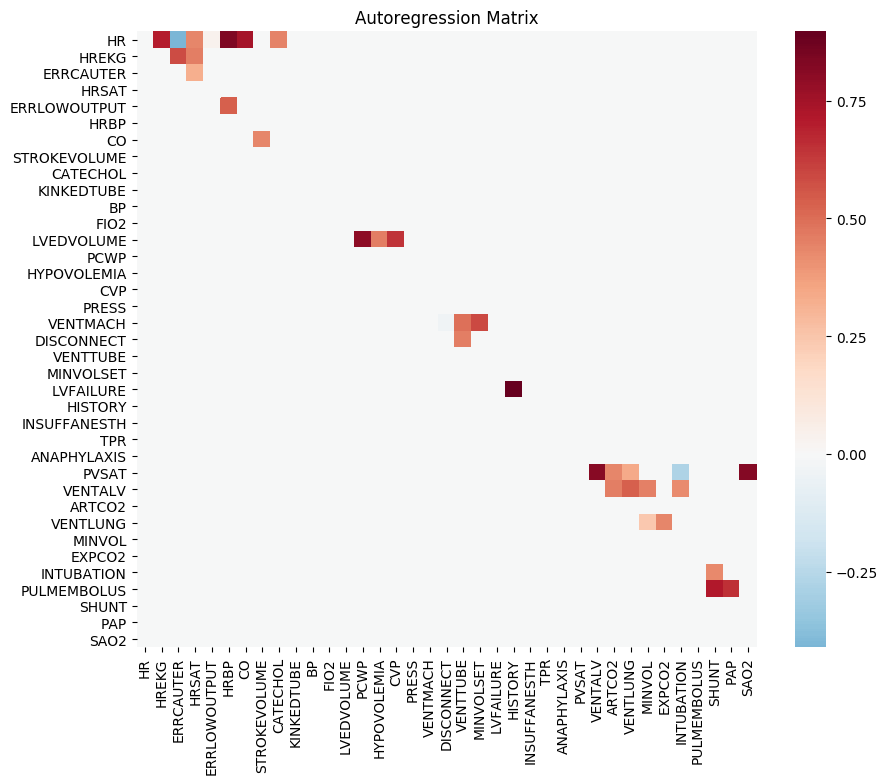 Autoregression Matrix
HR
HREKG
ERRCAUTER
HRSAT
ERRLOWOUTPUT
HRBP
CO
STROKEVOLUME
CATECHOL
KINKEDTUBE
BP
FIO2
LVEDVOLUME
PCWP
HYPOVOLEMIA
CVP
PRESS
VENTMACH
DISCONNECT
VENTTUBE
MINVOLSET
LVFAILURE
HISTORY
INSUFFANESTH
TPR
ANAPHYLAXIS
PVSAT
VENTALV
ARTCO2
VENTLUNG
MINVOL
EXPCO2
INTUBATION
PULMEMBOLUS
SHUNT
PAP
SAO2
HR
HREKG
ERRCAUTER
HRSAT
ERRLOWOUTPUT
HRBP
CO
STROKEVOLUME
CATECHOL
KINKEDTUBE
BP
FIO2
LVEDVOLUME
PCWP
HYPOVOLEMIA
CVP
PRESS
VENTMACH
DISCONNECT
VENTTUBE
MINVOLSET
LVFAILURE
HISTORY
INSUFFANESTH
TPR
ANAPHYLAXIS
PVSAT
VENTALV
ARTCO2
VENTLUNG
MINVOL
EXPCO2
INTUBATION
PULMEMBOLUS
SHUNT
PAP
SAO2
0.75
0.50
0.25
0.00
−0.25